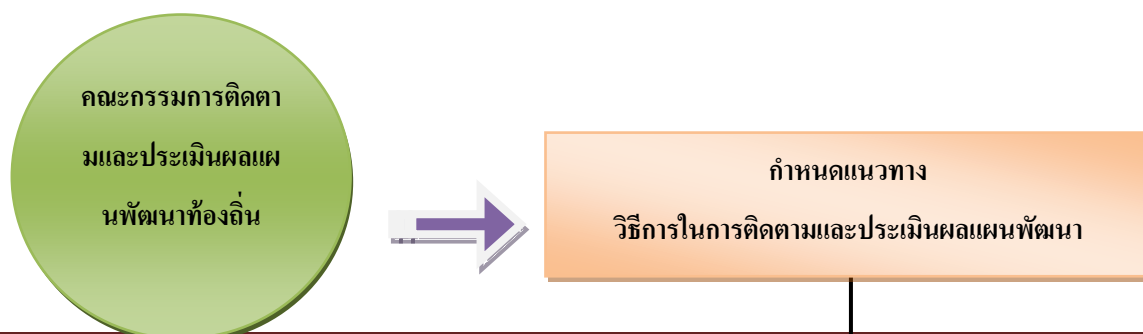 คณะกรรมการติดตา
มและประเมินผลแผ
นพัฒนาท้องถิ่น
กำหนดแนวทาง
วิธีการในการติดตามและประเมินผลแผนพัฒนา